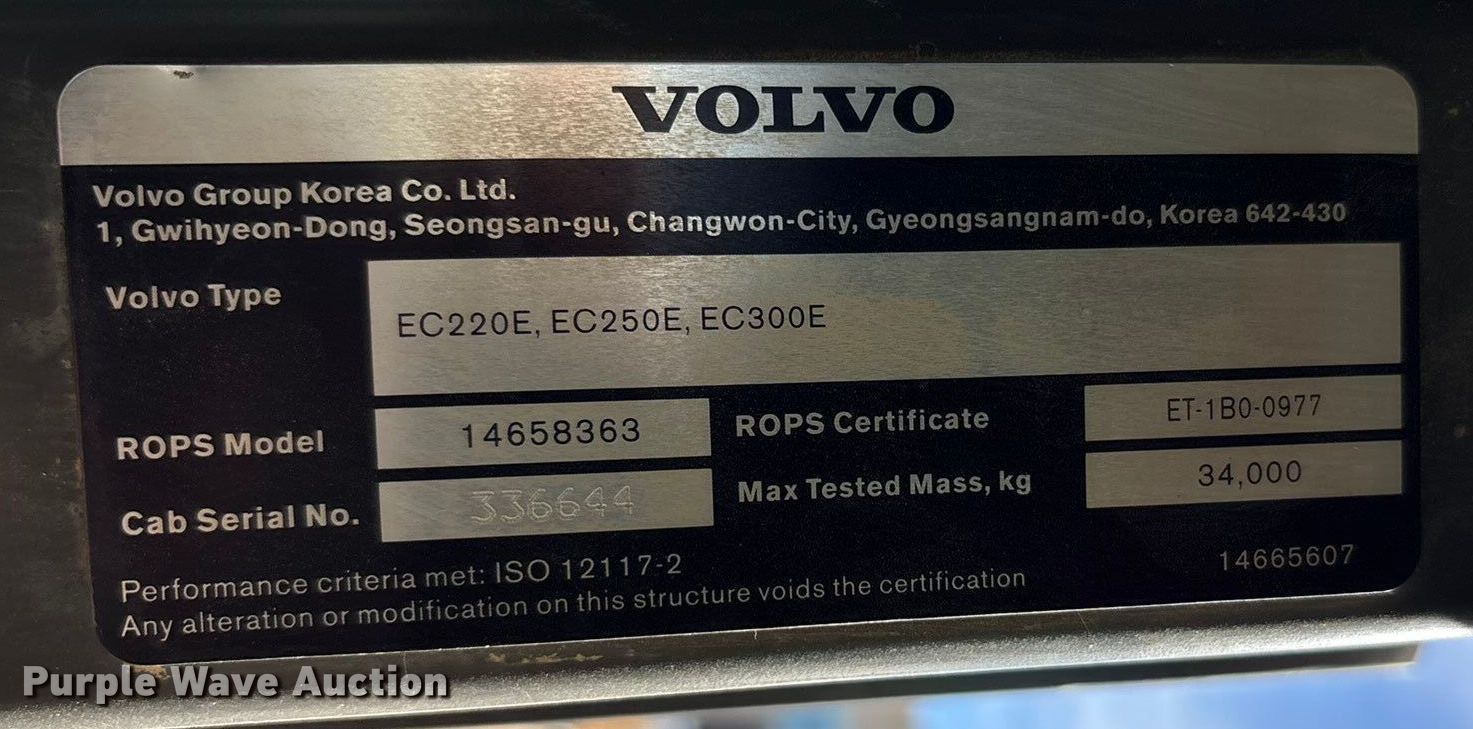 VOLVO
Volvo Group Korea Co. Ltd.
1, Gwihyeon-Dong, Seongsan-gu, Changwon-City, Gyeongsangnam-do, Korea 642-430
Volvo Type
EC220E, EC250E, EC300E
ROPS Model 14658363 ROPS Certificate ET-1B0-0977
Cab Serial No. 336644 Max Tested Mass, kg 34,000
Performance criteria met: ISO 12117-2
Any alteration or modification on this structure voids the certification
14665607
Purple Wave Auction